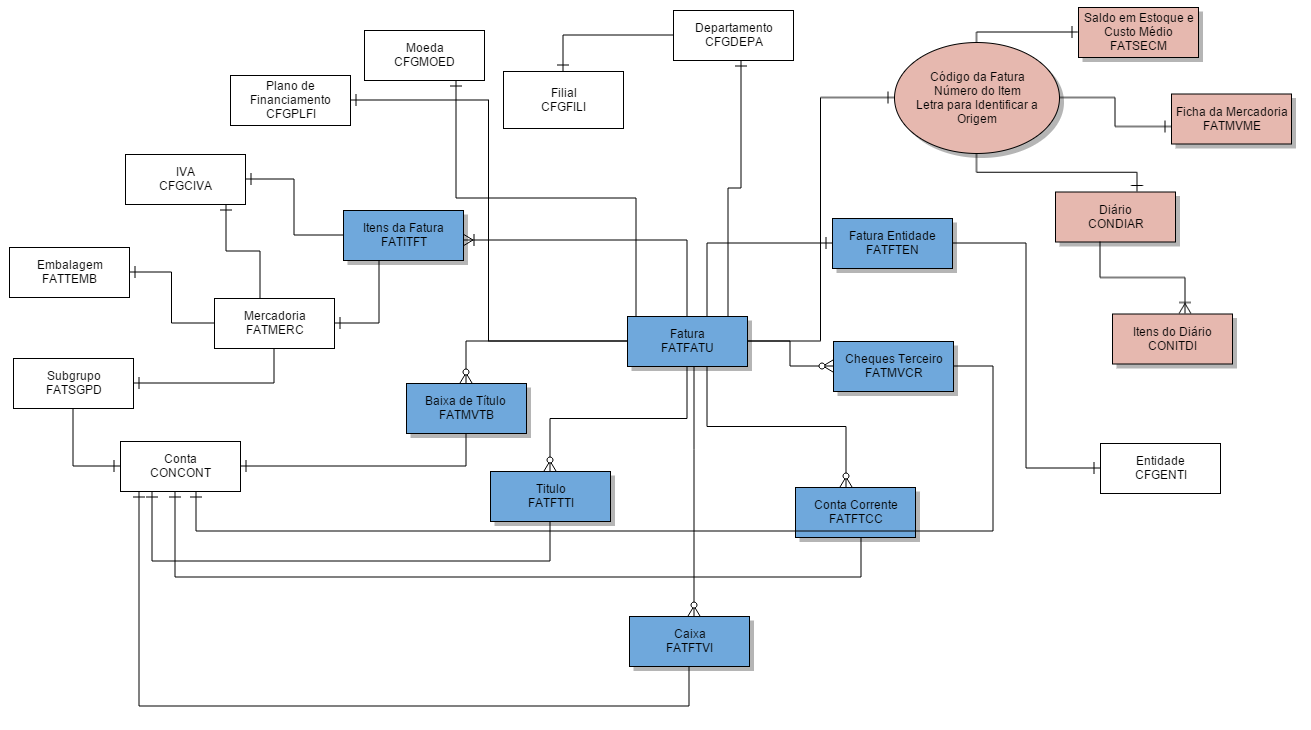 Saldo em Estoque e
Custo Médio
FATSECM
Departamento
CFGDEPA
Moeda
CFGMOED
Filial
CFGFILI
Plano de
Financiamento
CFGPLFI
Código da Fatura
Número do Item
Letra para Identificar a
Origem
Ficha da Mercadoria
FATMVME
IVA
CFGCIVA
Diário
CONDIAR
Itens da Fatura
FATITFT
Fatura Entidade
FATFTEN
Embalagem
FATTEMB
Mercadoria
FATMERC
Fatura
FATFATU
Itens do Diário
CONITDI
Cheques Terceiro
FATMVCR
Subgrupo
FATSGPD
Baixa de Título
FATMVTB
Conta
CONCONT
Entidade
CFGENTI
Titulo
FATFTTI
Conta Corrente
FATFTCC
Caixa
FATFTVI